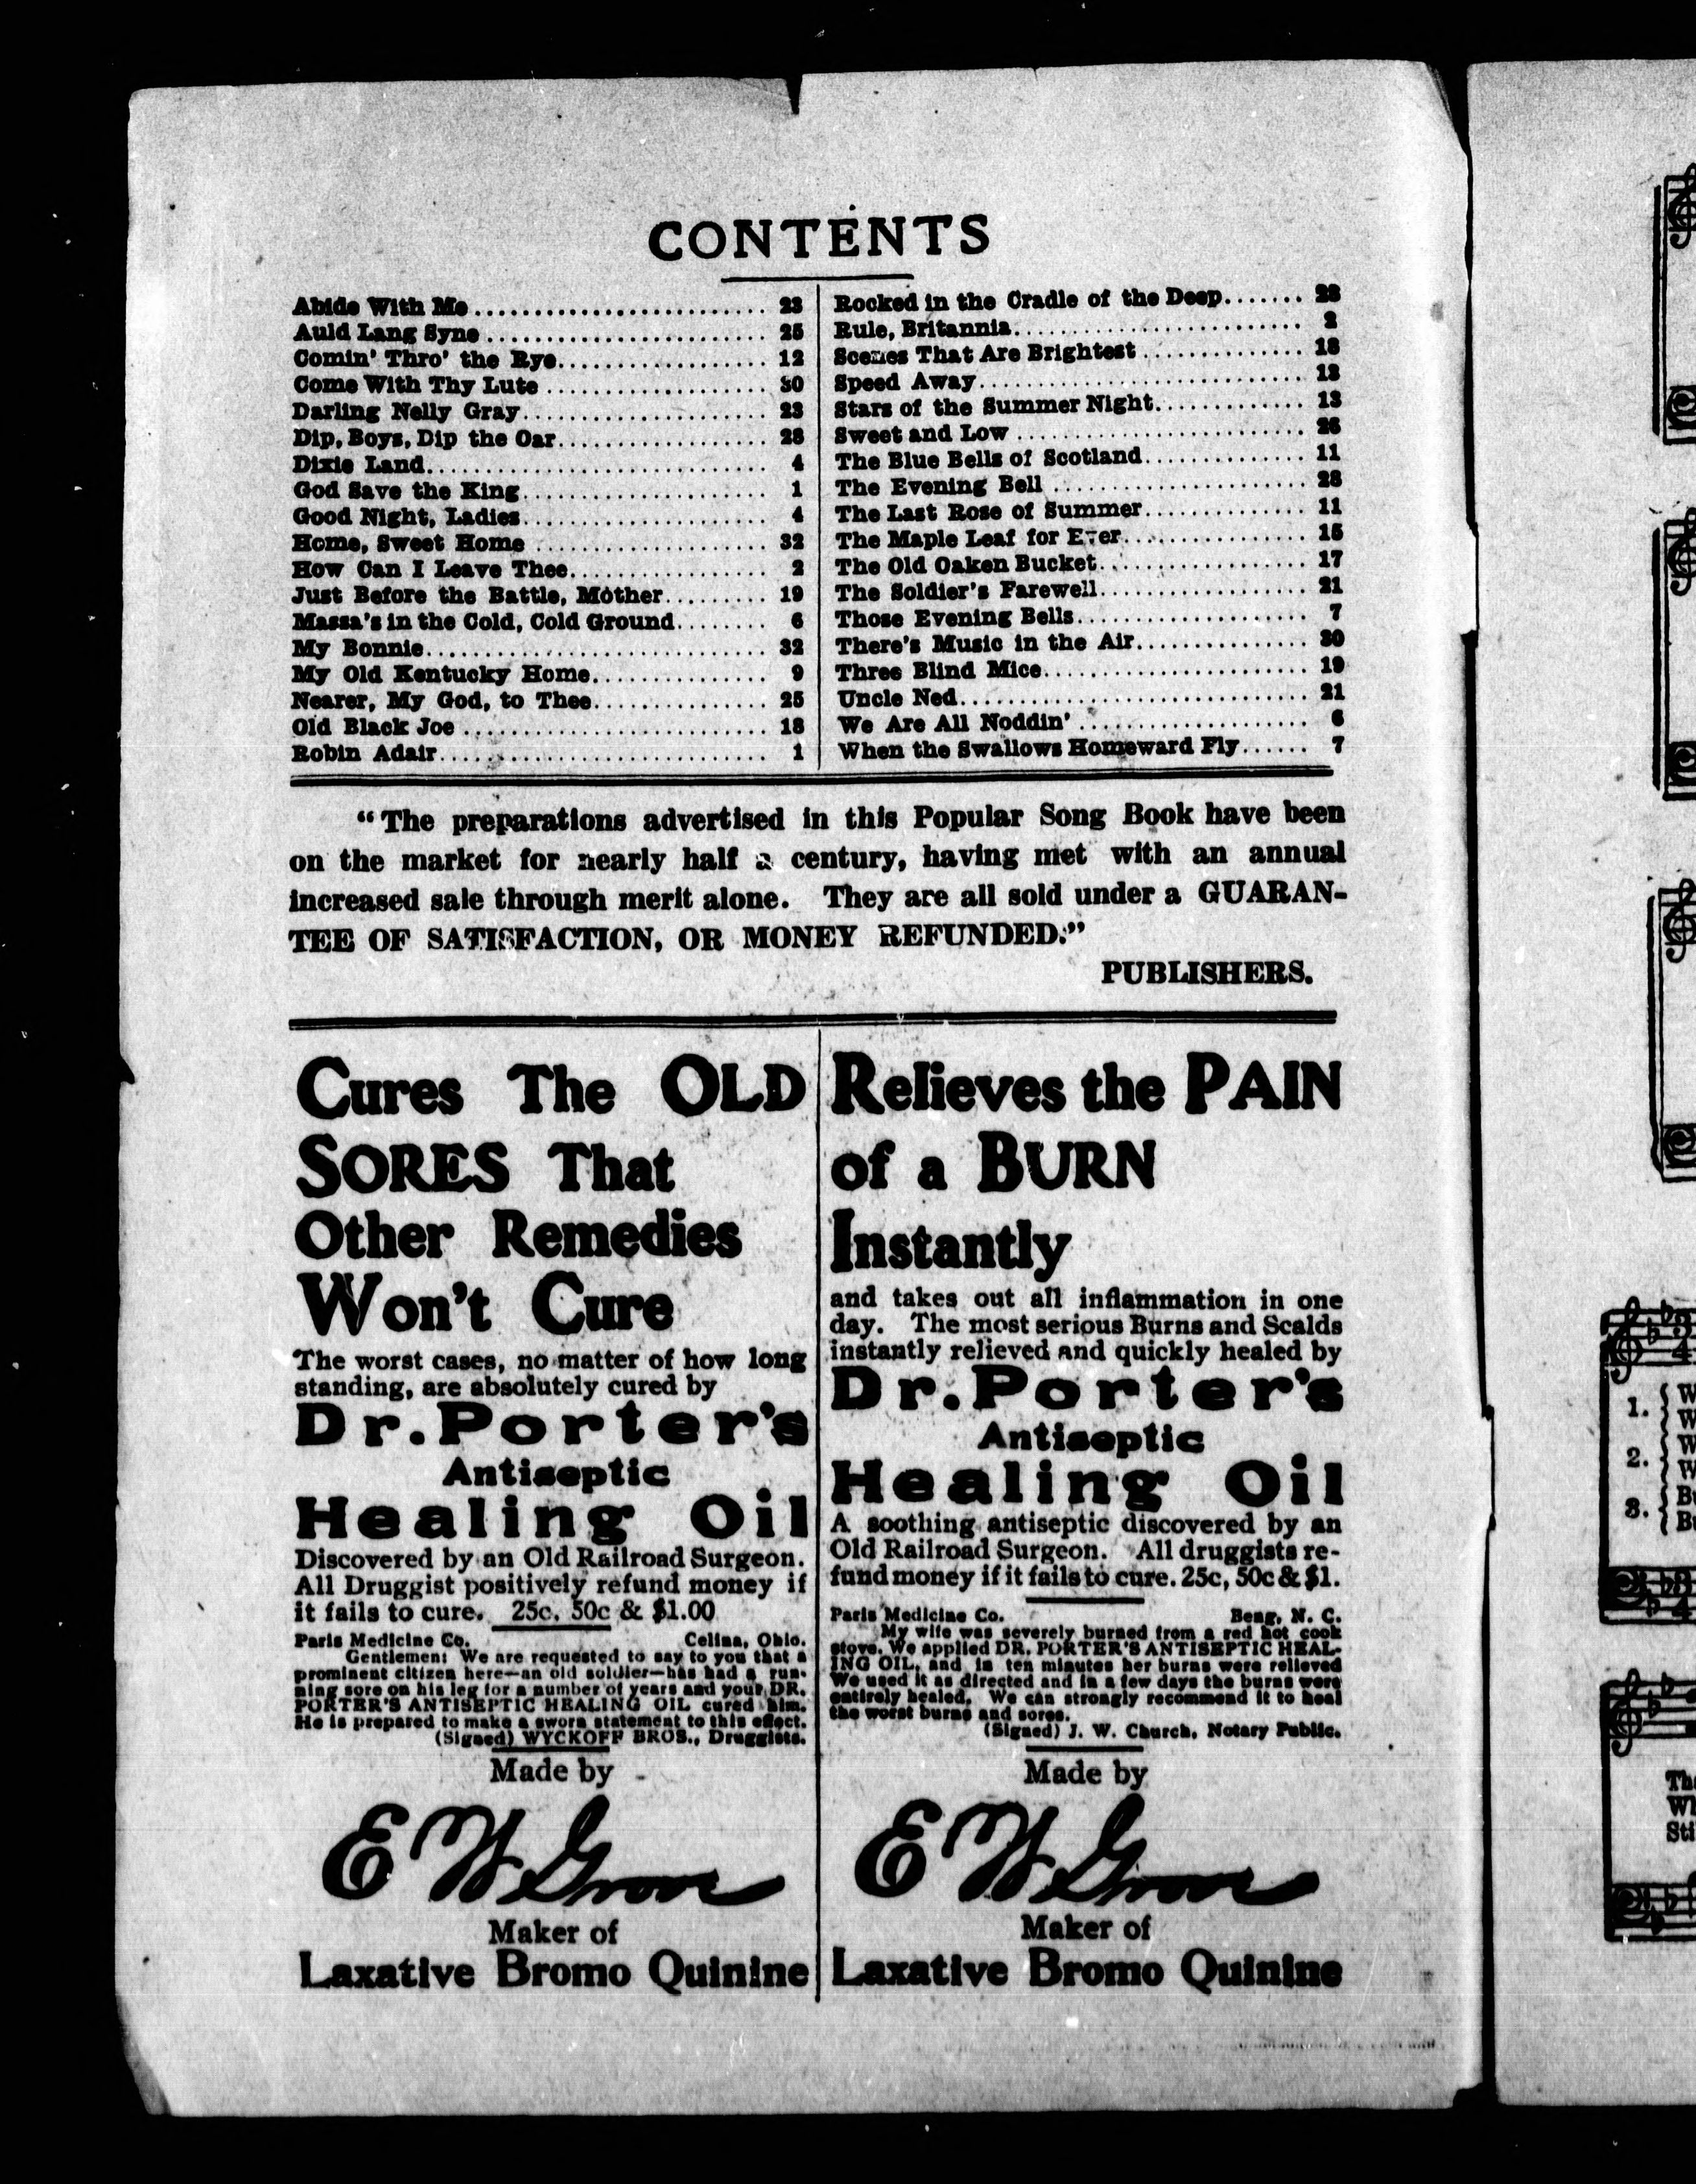 CONTENTS
Abide With Me 23
Auld Lang Syne 25
Comin' Thro' the Rye 12
Come With Thy Lute 30
Darling Nelly Gray 23
Dip, Boys, Dip the Oar 28
Dixie Land 4
God Save the King 1
Good Night, Ladies 4
Home, Sweet Home 32
How Can I Leave Thee 2
Just Before the Battle, Mother 19
Massa's in the Cold, Cold Ground 6
My Bonnie 32
My Old Kentucky Home 9
Nearer, My God, to Thee 25
Old Black Joe 18
Robin Adair 1
Rocked in the Cradle of the Deep 28
Rule, Britannia 2
Scenes That Are Brightest 18
Speed Away 12
Stars of the Summer Night 13
Sweet and Low 26
The Blue Bells of Scotland 11
The Evening Bell 28
The Last Rose of Summer 11
The Maple Leaf for Ever 15
The Old Oaken Bucket 17
The Soldier's Farewell 21
Those Evening Bells 7
There's Music in the Air 30
Three Blind Mice 19
Uncle Ned 21
We Are All Noddin' 6
When the Swallows Homeward Fly 7
"The preparations advertised in this Popular Song Book have been
on the market for nearly half a century, having met with an annual
increased sale through merit alone. They are all sold under a GUARAN-
TEE OF SATISFACTION, OR MONEY REFUNDED."
PUBLISHERS.
Cures The OLD
SORES That
Other Remedies
Won't Cure
The worst cases, no matter of how long
standing, are absolutely cured by
Dr. Porter's
Antiseptic
Healing Oil
Discovered by an Old Railroad Surgeon.
All Druggist positively refund money if
it fails to cure. 25c, 50c & $1.00
Paris Medicine Co. Celina, Ohio.
Gentlemen: We are requested to say to you that a
prominent citizen here—an old soldier—has had a run-
ning sore on his leg for a number of years and your DR.
PORTER'S ANTISEPTIC HEALING OIL cured him.
He is prepared to make a sworn statement to this effect.
(Signed) WYCKOFF BROS., Druggists.
Made by
E W Grove
Maker of
Laxative Bromo Quinine
Relieves the PAIN
of a BURN
Instantly
and takes out all inflammation in one
day. The most serious Burns and Scalds
instantly relieved and quickly healed by
Dr. Porter's
Antiseptic
Healing Oil
A soothing antiseptic discovered by an
Old Railroad Surgeon. All druggists re-
fund money if it fails to cure. 25c, 50c & $1.
Paris Medicine Co. Beng, N. C.
My wife was severely burned from a red hot cook
stove. We applied DR. PORTER'S ANTISEPTIC HEAL-
ING OIL, and in ten minutes her burns were relieved
We used it as directed and in a few days the burns were
entirely healed. We can strongly recommend it to heal
the worst burns and sores.
(Signed) J. W. Church, Notary Public.
Made by
E W Grove
Maker of
Laxative Bromo Quinine
1.
2.
3.